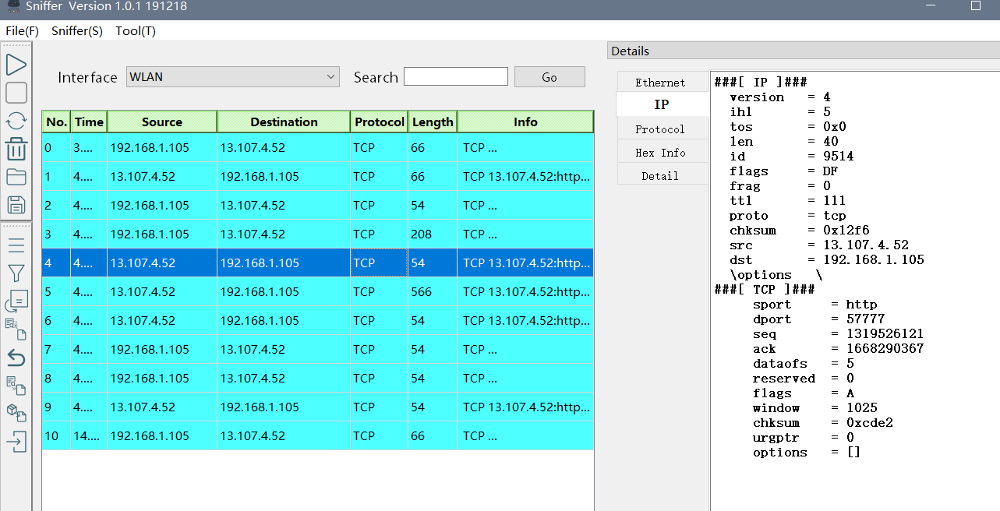 Sniffer Version 1.0.1 191218
File(F) Sniffer(S) Tool(T)
Interface WLAN Search Go
No. Time Source Destination Protocol Length Info
0 3.... 192.168.1.105 13.107.4.52 TCP 66 TCP ...
1 4.... 13.107.4.52 192.168.1.105 TCP 66 TCP 13.107.4.52:http...
2 4.... 192.168.1.105 13.107.4.52 TCP 54 TCP ...
3 4.... 192.168.1.105 13.107.4.52 TCP 208 TCP ...
4 4.... 13.107.4.52 192.168.1.105 TCP 54 TCP 13.107.4.52:http...
5 4.... 13.107.4.52 192.168.1.105 TCP 566 TCP 13.107.4.52:http...
6 4.... 13.107.4.52 192.168.1.105 TCP 54 TCP 13.107.4.52:http...
7 4.... 192.168.1.105 13.107.4.52 TCP 54 TCP ...
8 4.... 192.168.1.105 13.107.4.52 TCP 54 TCP ...
9 4.... 13.107.4.52 192.168.1.105 TCP 54 TCP 13.107.4.52:http...
10 14.... 192.168.1.105 13.107.4.52 TCP 66 TCP ...
Details
Ethernet
IP
Protocol
Hex Info
Detail
###[ IP ]###
version = 4
ihl = 5
tos = 0x0
len = 40
id = 9514
flags = DF
frag = 0
ttl = 111
proto = tcp
chksum = 0x12f6
src = 13.107.4.52
dst = 192.168.1.105
\options \
###[ TCP ]###
sport = http
dport = 57777
seq = 1319526121
ack = 1668290367
dataofs = 5
reserved = 0
flags = A
window = 1025
chksum = 0xcde2
urgptr = 0
options = []